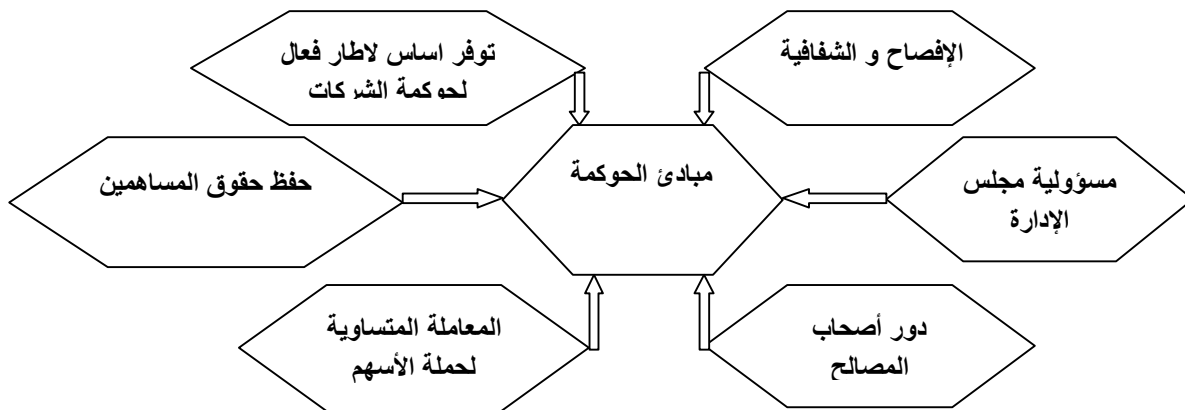 الإفصاح و الشفافية
توفر اساس لاطار فعال
لحوكمة الشركات
مبادئ الحوكمة
مسؤولية مجلس
الإدارة
حفظ حقوق المساهمين
دور أصحاب
المصالح
المعاملة المتساوية
لحملة الأسهم